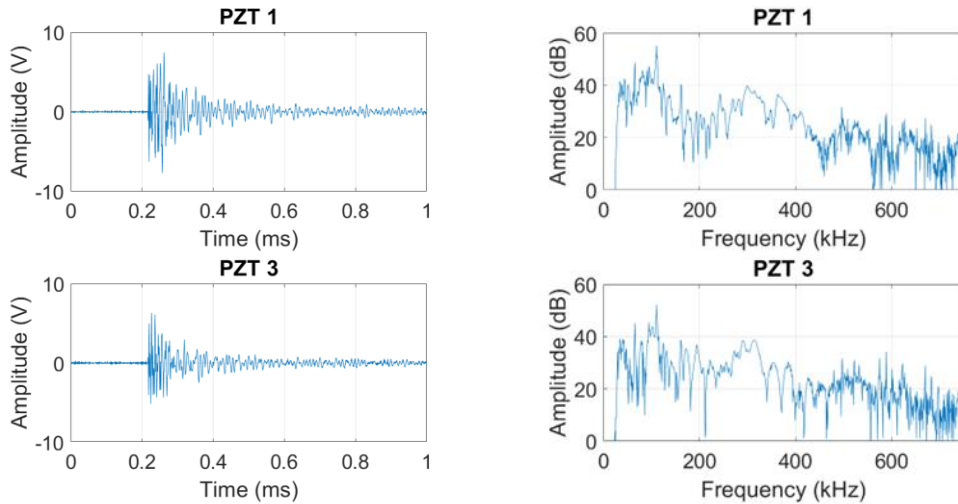 PZT 1
10
0
-10
Amplitude (V)
0 0.2 0.4 0.6 0.8 1
Time (ms)
PZT 1
60
40
20
0
Amplitude (dB)
0 200 400 600
Frequency (kHz)
PZT 3
10
0
-10
Amplitude (V)
0 0.2 0.4 0.6 0.8 1
Time (ms)
PZT 3
60
40
20
0
Amplitude (dB)
0 200 400 600
Frequency (kHz)